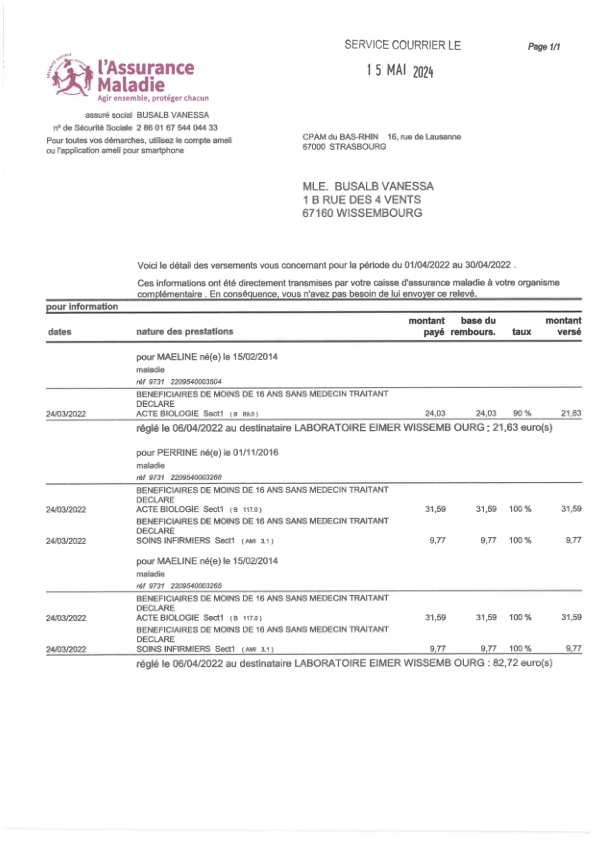 SERVICE COURRIER LE
Page 1/1
15 MAI 2024
SÉCURITÉ SOCIALE
l'Assurance
Maladie
Agir ensemble, protéger chacun
assuré social BUSALB VANESSA
n° de Sécurité Sociale 2 86 01 67 544 044 33
Pour toutes vos démarches, utilisez le compte ameli
ou l'application ameli pour smartphone
CPAM du BAS-RHIN 16, rue de Lausanne
67000 STRASBOURG
MLE. BUSALB VANESSA
1 B RUE DES 4 VENTS
67160 WISSEMBOURG
Voici le détail des versements vous concernant pour la période du 01/04/2022 au 30/04/2022 .
Ces informations ont été directement transmises par votre caisse d'assurance maladie à votre organisme
complémentaire . En conséquence, vous n'avez pas besoin de lui envoyer ce relevé.
pour information
dates nature des prestations montant payé base du rembours. taux montant versé
pour MAELINE né(e) le 15/02/2014
maladie
réf 9731 2209540003504
BENEFICIAIRES DE MOINS DE 16 ANS SANS MEDECIN TRAITANT
DECLARE
24/03/2022 ACTE BIOLOGIE Sect1 ( B 89.0 ) 24,03 24,03 90 % 21,63
réglé le 06/04/2022 au destinataire LABORATOIRE EIMER WISSEMB OURG : 21,63 euro(s)
pour PERRINE né(e) le 01/11/2016
maladie
réf 9731 2209540003268
BENEFICIAIRES DE MOINS DE 16 ANS SANS MEDECIN TRAITANT
DECLARE
24/03/2022 ACTE BIOLOGIE Sect1 ( B 117.0 ) 31,59 31,59 100 % 31,59
BENEFICIAIRES DE MOINS DE 16 ANS SANS MEDECIN TRAITANT
DECLARE
24/03/2022 SOINS INFIRMIERS Sect1 ( AMI 3.1 ) 9,77 9,77 100 % 9,77
pour MAELINE né(e) le 15/02/2014
maladie
réf 9731 2209540003265
BENEFICIAIRES DE MOINS DE 16 ANS SANS MEDECIN TRAITANT
DECLARE
24/03/2022 ACTE BIOLOGIE Sect1 ( B 117.0 ) 31,59 31,59 100 % 31,59
BENEFICIAIRES DE MOINS DE 16 ANS SANS MEDECIN TRAITANT
DECLARE
24/03/2022 SOINS INFIRMIERS Sect1 ( AMI 3.1 ) 9,77 9,77 100 % 9,77
réglé le 06/04/2022 au destinataire LABORATOIRE EIMER WISSEMB OURG : 82,72 euro(s)